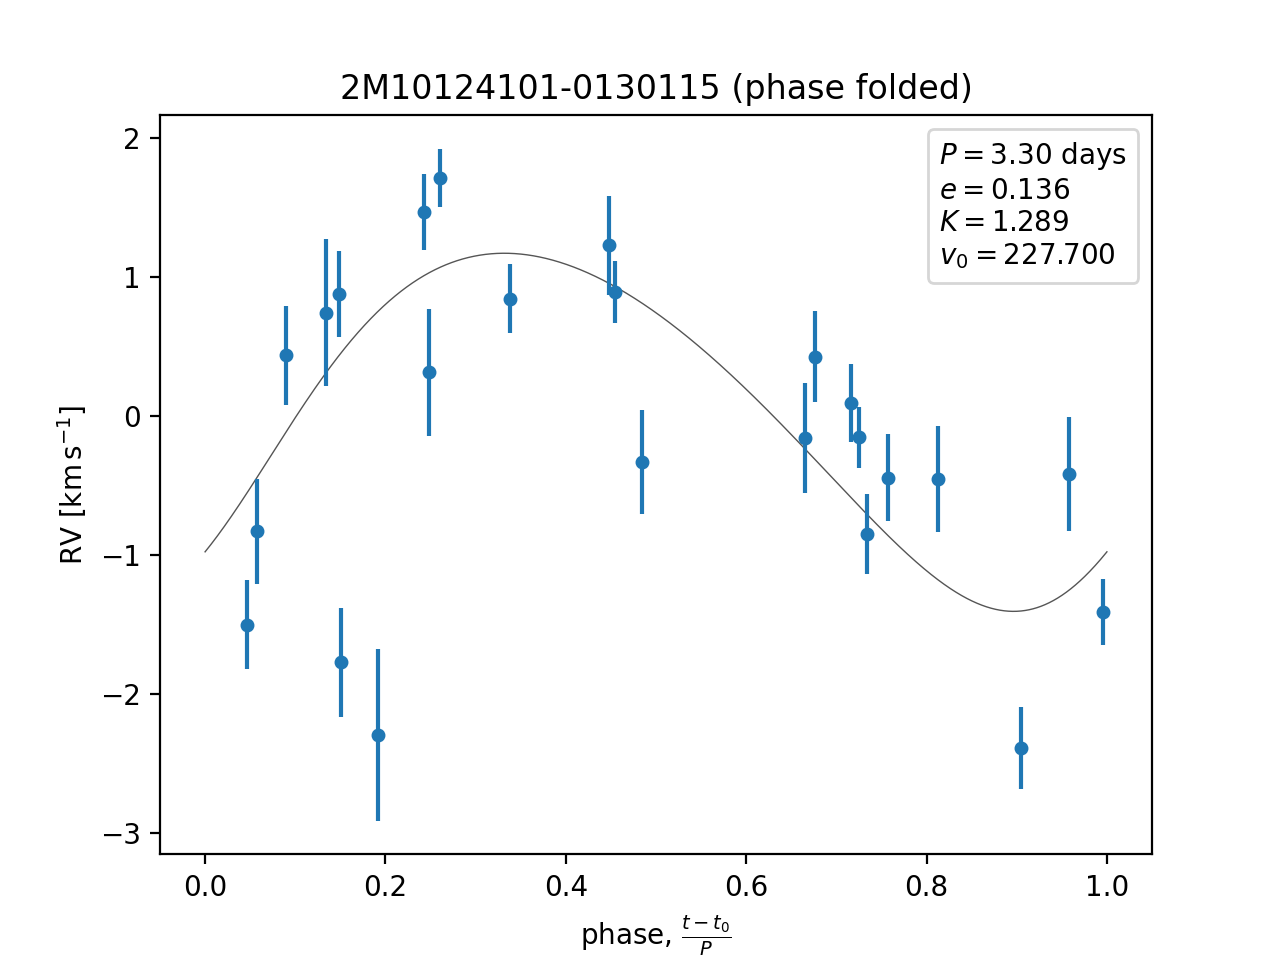 2M10124101-0130115 (phase folded)
P = 3.30 days
e = 0.136
K = 1.289
v₀ = 227.700
2
1
0
−1
−2
−3
RV [km s⁻¹]
0.0 0.2 0.4 0.6 0.8 1.0
phase, (t − t₀)/P